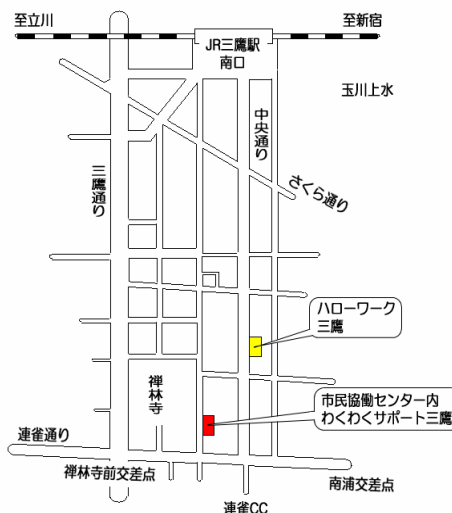 至立川
至新宿
JR三鷹駅
南口
玉川上水
中央通り
三鷹通り
さくら通り
ハローワーク
三鷹
禅林寺
市民協働センター内
わくわくサポート三鷹
連雀通り
禅林寺前交差点
南浦交差点
連雀CC